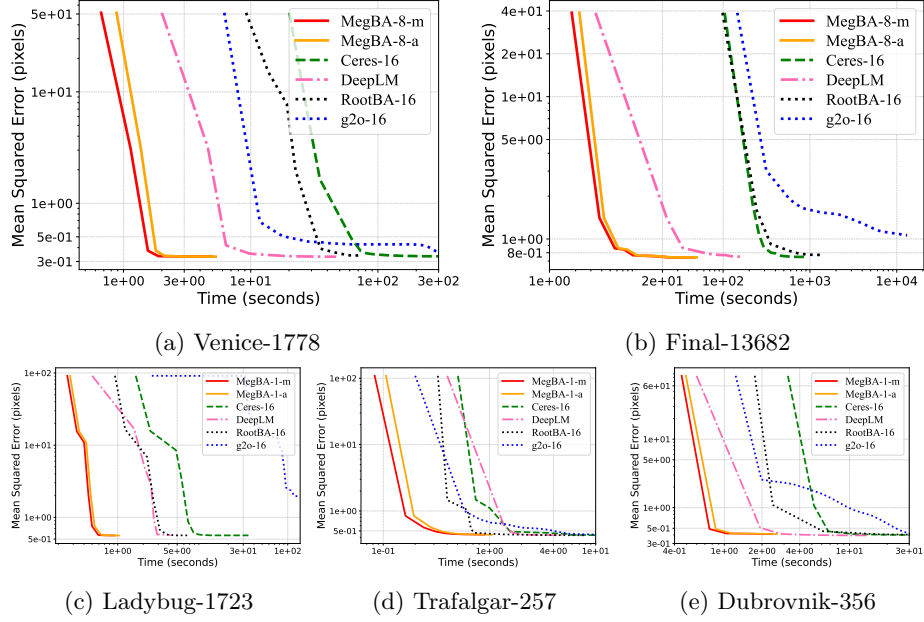 Mean Squared Error (pixels)
5e+01
1e+01
1e+00
5e-01
3e-01
1e+00
3e+00
1e+01
1e+02
3e+02
Time (seconds)
MegBA-8-m
MegBA-8-a
Ceres-16
DeepLM
RootBA-16
g2o-16
(a) Venice-1778
Mean Squared Error (pixels)
4e+01
2e+01
5e+00
1e+00
8e-01
1e+00
2e+01
1e+02
1e+03
1e+04
Time (seconds)
MegBA-8-m
MegBA-8-a
Ceres-16
DeepLM
RootBA-16
g2o-16
(b) Final-13682
Mean Squared Error (pixels)
1e+02
1e+01
1e+00
5e-01
1e+00
5e+00
1e+02
Time (seconds)
MegBA-1-m
MegBA-1-a
Ceres-16
DeepLM
RootBA-16
g2o-16
(c) Ladybug-1723
Mean Squared Error (pixels)
1e+02
1e+01
1e+00
5e-01
1e-01
1e+00
4e+00
1e+01
Time (seconds)
MegBA-1-m
MegBA-1-a
Ceres-16
DeepLM
RootBA-16
g2o-16
(d) Trafalgar-257
Mean Squared Error (pixels)
6e+01
1e+01
5e+00
1e+00
5e-01
3e-01
4e-01
1e+00
2e+00
4e+00
1e+01
3e+01
Time (seconds)
MegBA-1-m
MegBA-1-a
Ceres-16
DeepLM
RootBA-16
g2o-16
(e) Dubrovnik-356